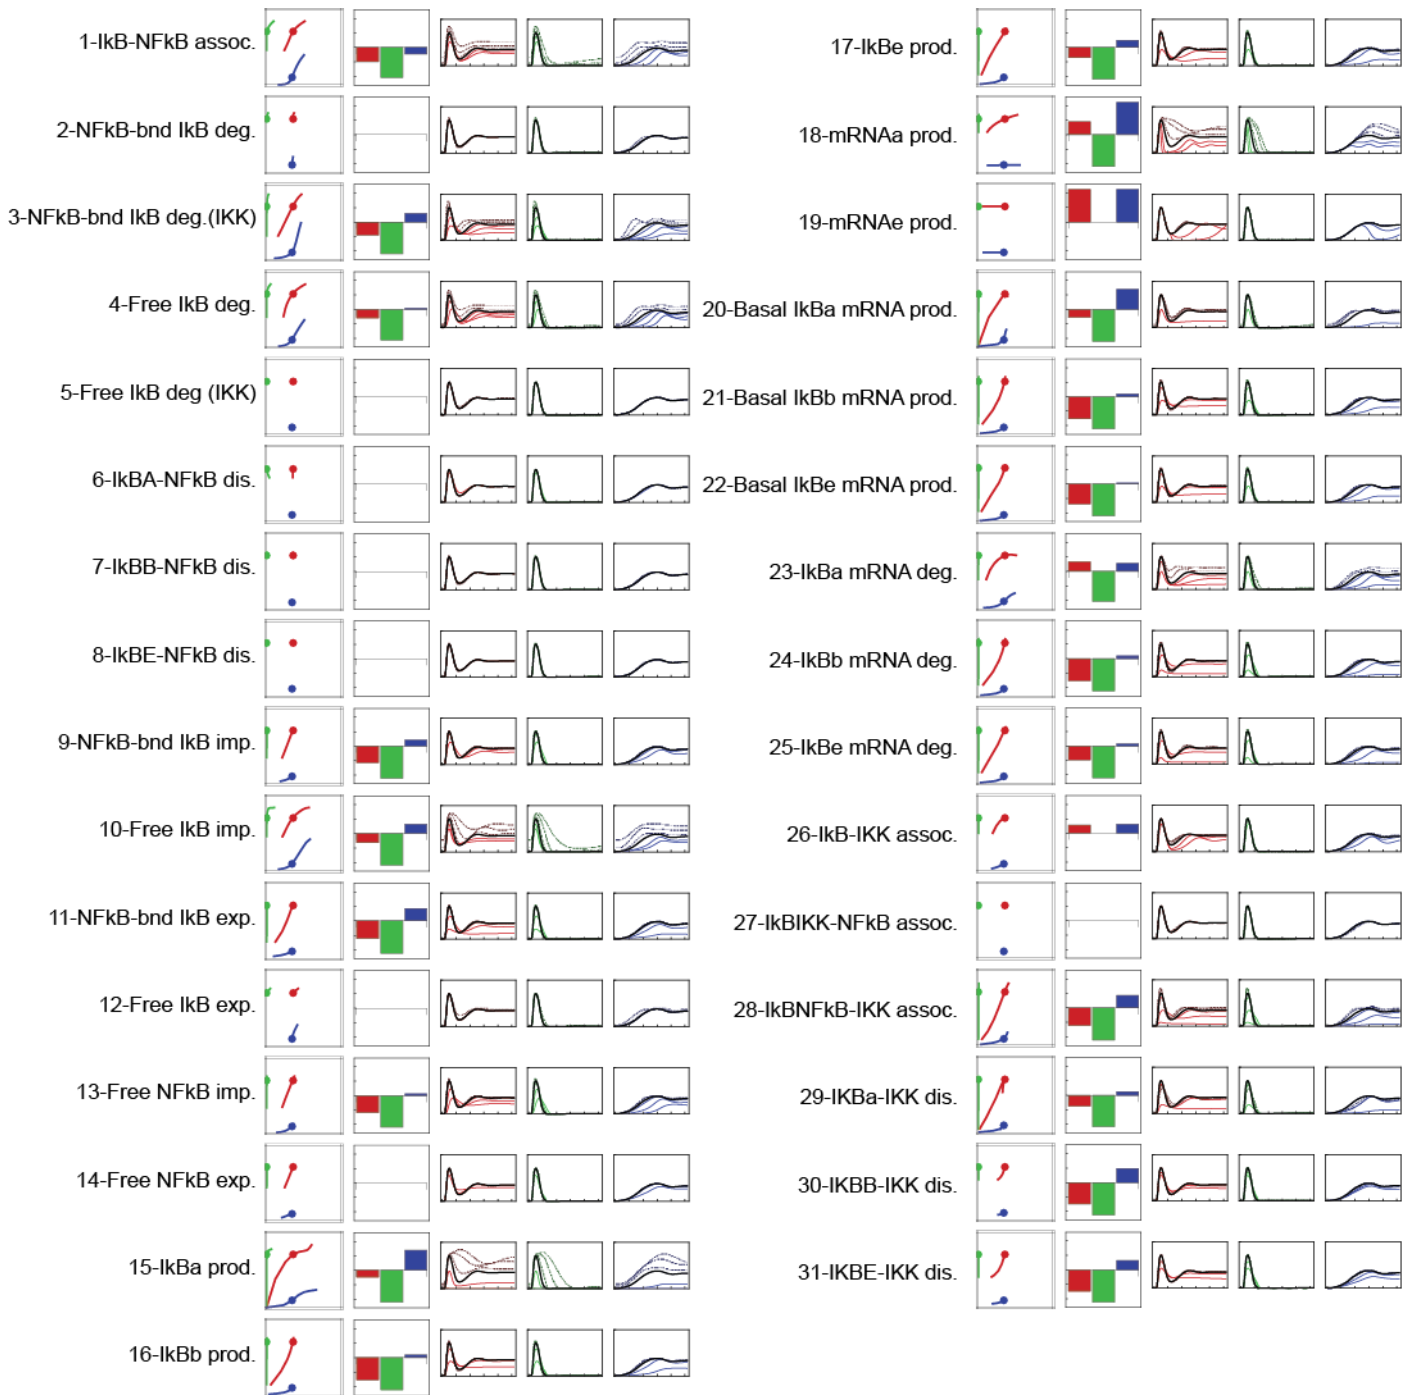 1-IkB-NFkB assoc.
2-NFkB-bnd IkB deg.
3-NFkB-bnd IkB deg.(IKK)
4-Free IkB deg.
5-Free IkB deg (IKK)
6-IkBA-NFkB dis.
7-IkBB-NFkB dis.
8-IkBE-NFkB dis.
9-NFkB-bnd IkB imp.
10-Free IkB imp.
11-NFkB-bnd IkB exp.
12-Free IkB exp.
13-Free NFkB imp.
14-Free NFkB exp.
15-IkBa prod.
16-IkBb prod.
17-IkBe prod.
18-mRNAa prod.
19-mRNAe prod.
20-Basal IkBa mRNA prod.
21-Basal IkBb mRNA prod.
22-Basal IkBe mRNA prod.
23-IkBa mRNA deg.
24-IkBb mRNA deg.
25-IkBe mRNA deg.
26-IkB-IKK assoc.
27-IkBIKK-NFkB assoc.
28-IkBNFkB-IKK assoc.
29-IKBa-IKK dis.
30-IKBB-IKK dis.
31-IKBE-IKK dis.